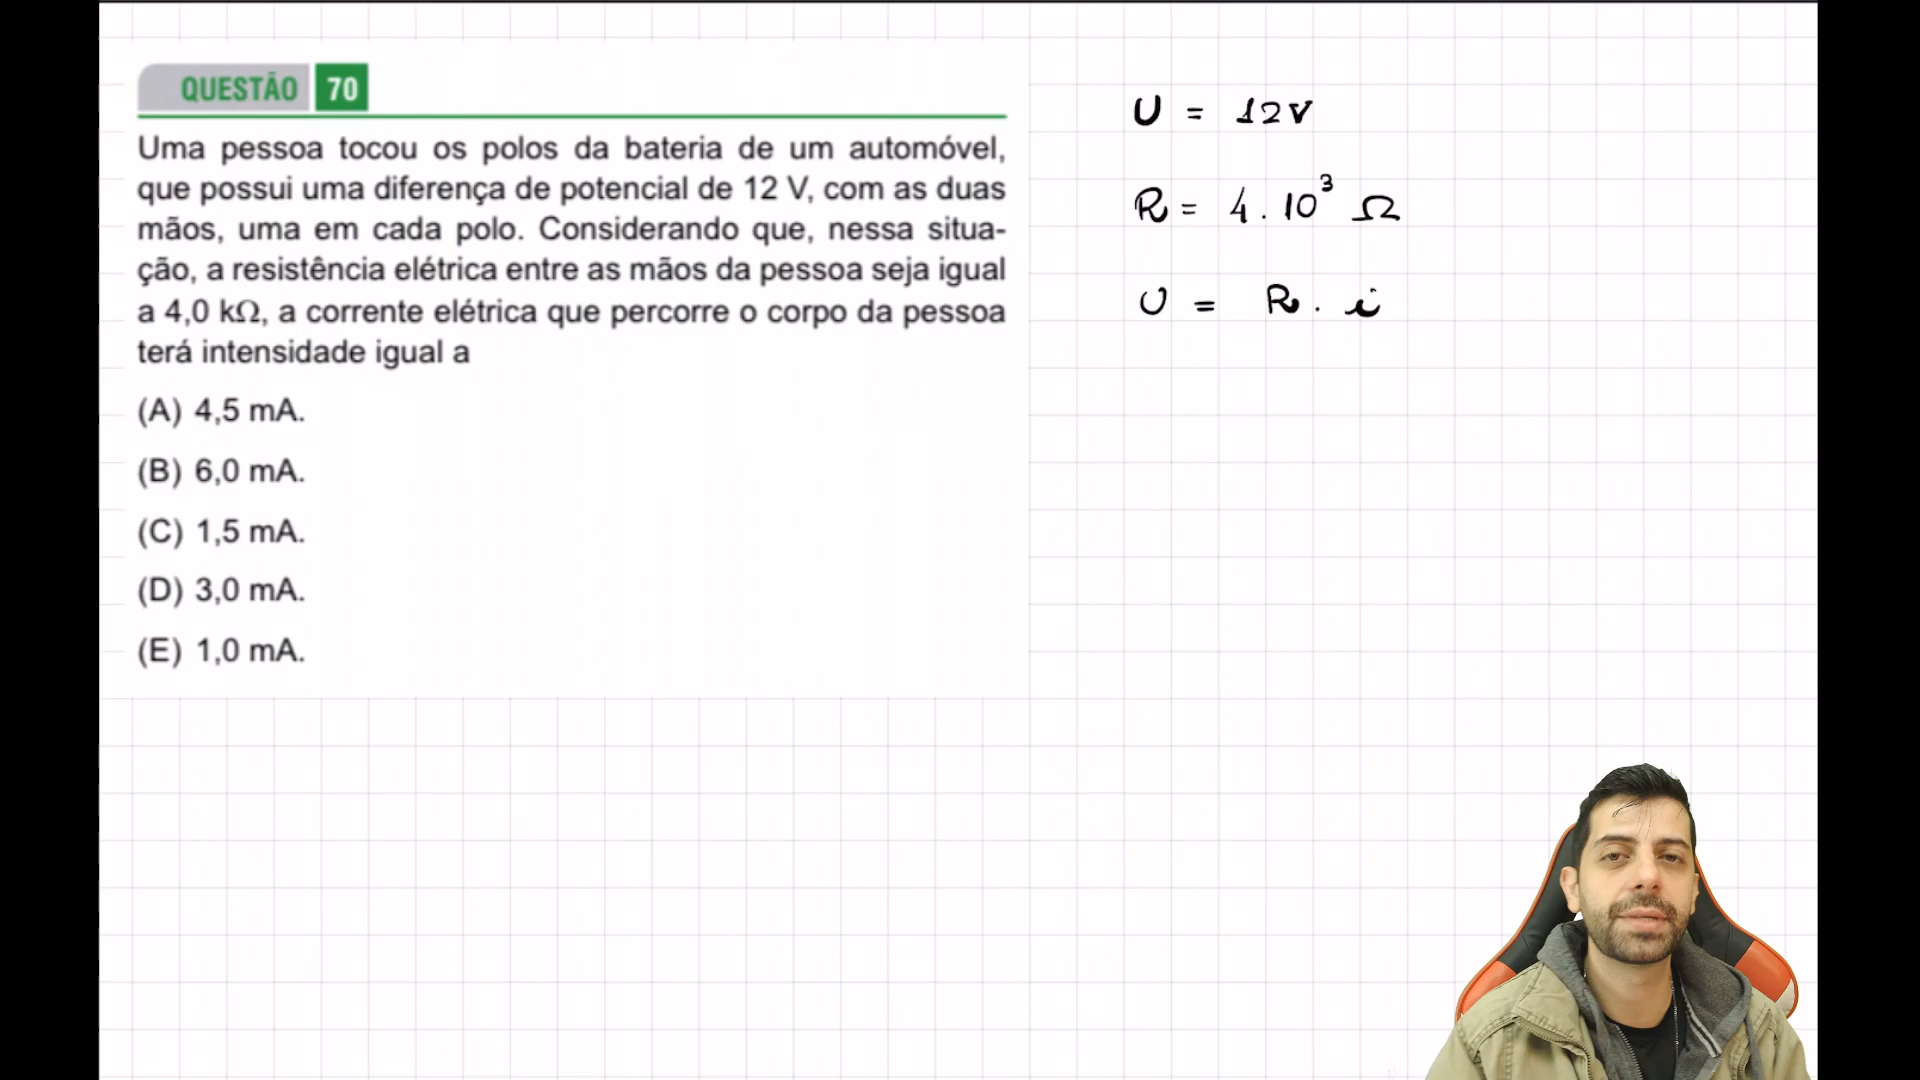 QUESTÃO 70
Uma pessoa tocou os polos da bateria de um automóvel,
que possui uma diferença de potencial de 12 V, com as duas
mãos, uma em cada polo. Considerando que, nessa situa-
ção, a resistência elétrica entre as mãos da pessoa seja igual
a 4,0 kΩ, a corrente elétrica que percorre o corpo da pessoa
terá intensidade igual a
(A) 4,5 mA.
(B) 6,0 mA.
(C) 1,5 mA.
(D) 3,0 mA.
(E) 1,0 mA.
U = 12V
R = 4 . 10³ Ω
U = R . i